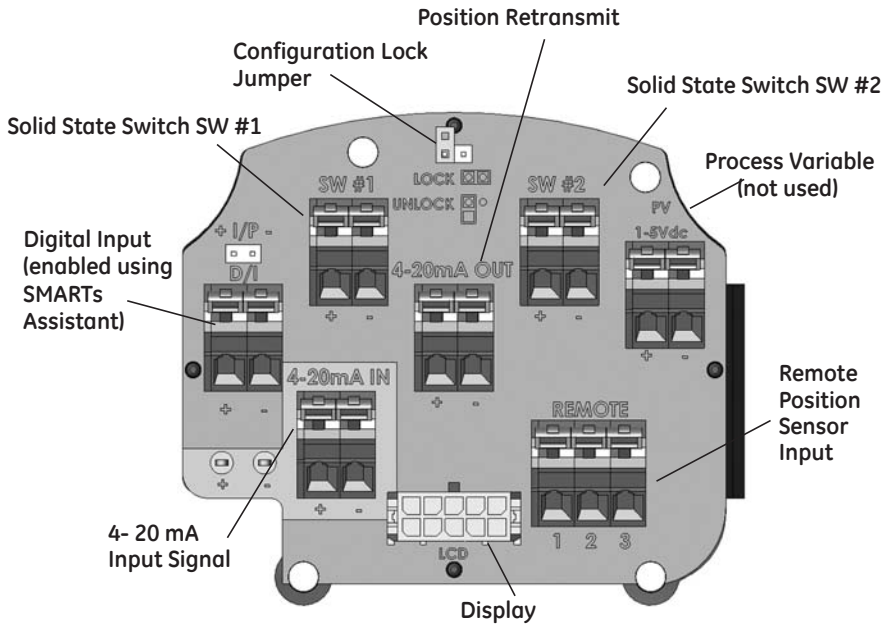 Position Retransmit
Configuration Lock
Jumper
Solid State Switch SW #2
Solid State Switch SW #1
Process Variable
(not used)
Digital Input
(enabled using
SMARTs
Assistant)
SW #1
LOCK
UNLOCK
SW #2
PV
1-5Vdc
+ I/P -
D/I
4-20mA OUT
+ -
+ -
+ -
+ -
+ -
4-20mA IN
REMOTE
Remote
Position
Sensor
Input
+ -
+ -
1 2 3
LCD
4- 20 mA
Input Signal
Display